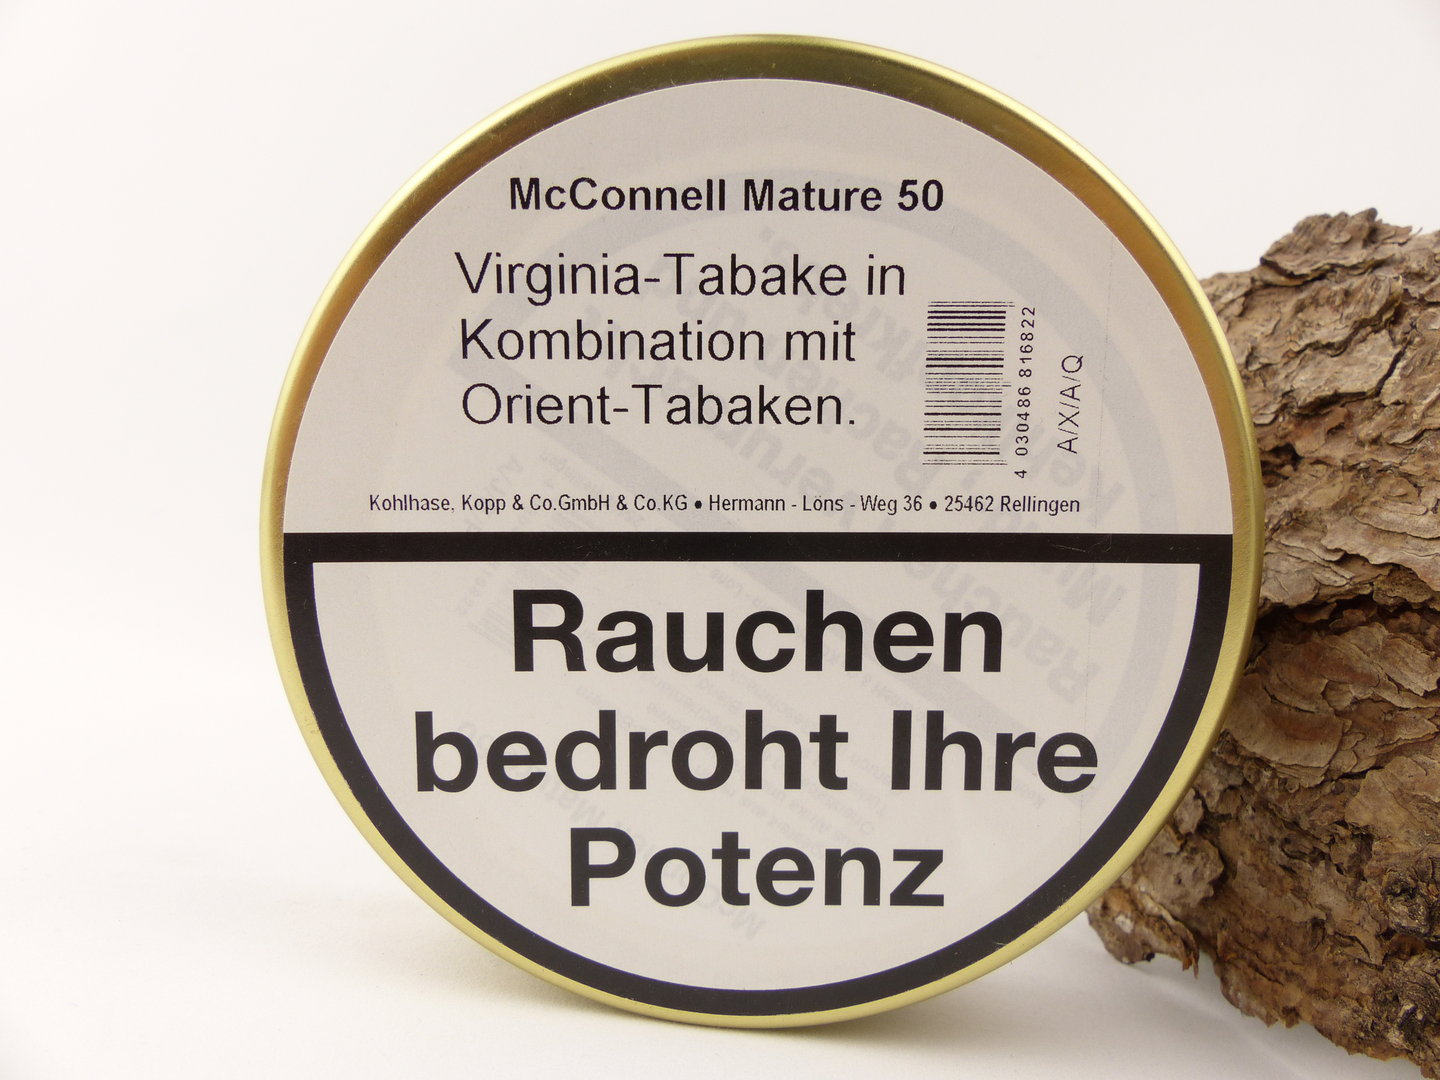 McConnell Mature 50
Virginia-Tabake in
Kombination mit
Orient-Tabaken.
4 030486 816822
A/X/A/Q
Kohlhase, Kopp & Co.GmbH & Co.KG • Hermann - Löns - Weg 36 • 25462 Rellingen
Rauchen
bedroht Ihre
Potenz